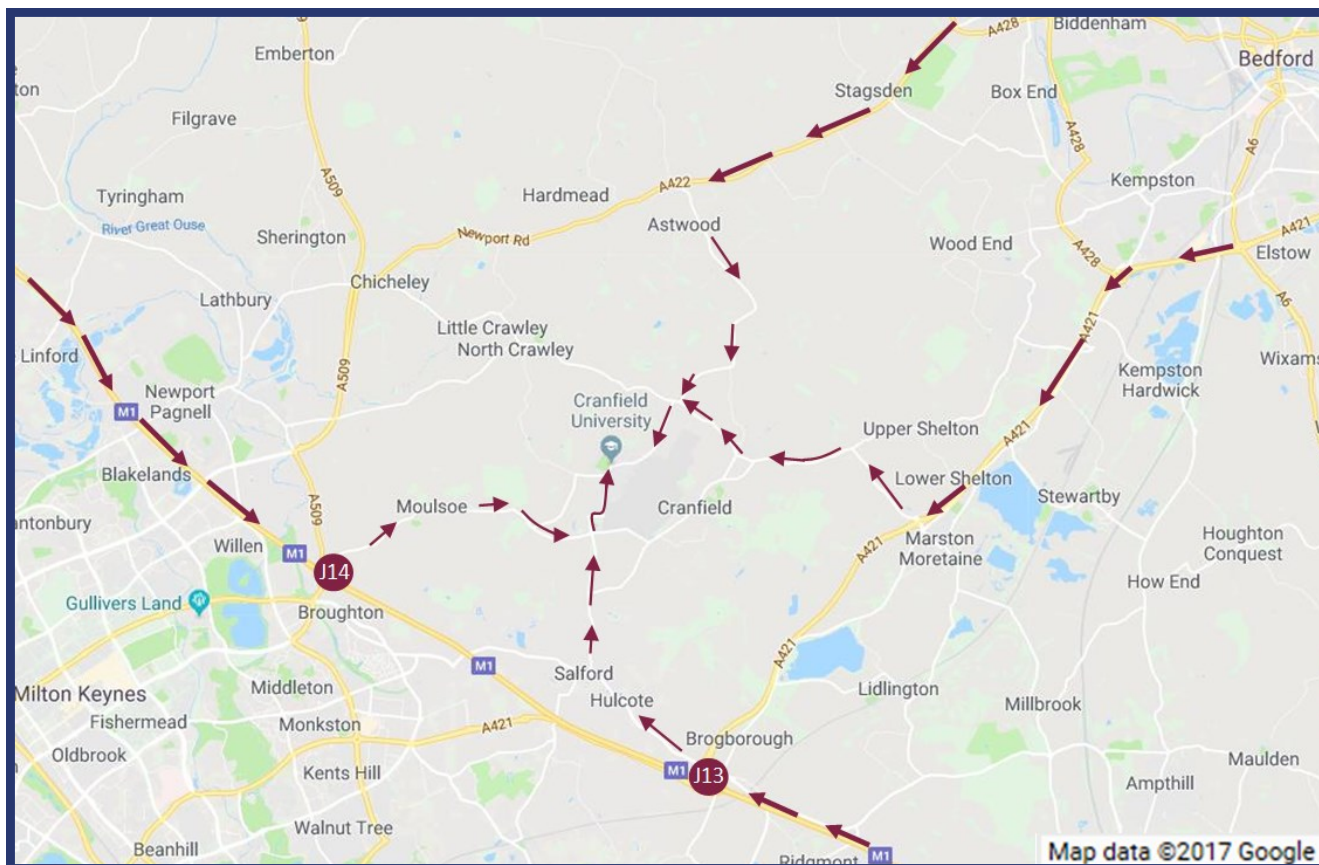 Emberton
A428
Biddenham
Bedford
ton
Stagsden
Box End
Filgrave
A509
A428
A6
Tyringham
Hardmead
A422
Kempston
River Great Ouse
Sherington
Newport Rd
Astwood
Wood End
A421
Elstow
A428
Chicheley
Lathbury
A6
Little Crawley
North Crawley
A421
Linford
A509
Kempston
Hardwick
Wixams
Newport
Pagnell
M1
Cranfield
University
Upper Shelton
A421
Blakelands
Lower Shelton
Stewartby
A509
Moulsoe
Cranfield
antonbury
Willen
M1
A421
Marston
Moretaine
Houghton
Conquest
J14
How End
Gullivers Land
Broughton
A421
M1
Salford
Milton Keynes
Middleton
Hulcote
Lidlington
Millbrook
Fishermead
Monkston
A421
Brogborough
Oldbrook
Kents Hill
M1
J13
Maulden
Ampthill
Walnut Tree
Beanhill
Ridgmont
M1
Map data ©2017 Google